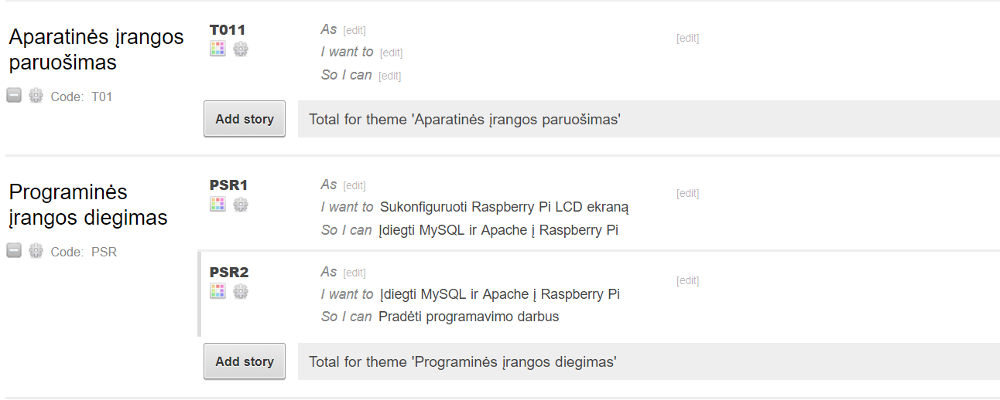 Aparatinės įrangos
paruošimas
Code: T01
T011
As [edit]
I want to [edit]
So I can [edit]
[edit]
Add story
Total for theme 'Aparatinės įrangos paruošimas'
Programinės
įrangos diegimas
Code: PSR
PSR1
As [edit]
I want to Sukonfiguruoti Raspberry Pi LCD ekraną
So I can Įdiegti MySQL ir Apache į Raspberry Pi
[edit]
PSR2
As [edit]
I want to Įdiegti MySQL ir Apache į Raspberry Pi
So I can Pradėti programavimo darbus
[edit]
Add story
Total for theme 'Programinės įrangos diegimas'